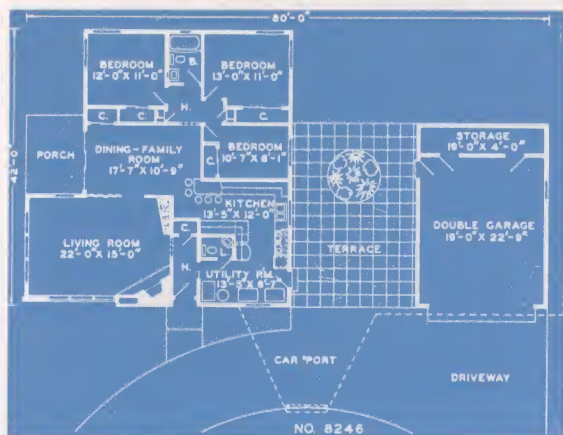 80'-0"
BEDROOM
12'-0" X 11'-0"
B.
BEDROOM
13'-0" X 11'-0"
H.
C.
C.
C.
42'-0
PORCH
DINING-FAMILY
ROOM
17'-7" X 10'-9"
C.
BEDROOM
10'-7" X 8'-1"
STORAGE
19'-0" X 4'-0"
KITCHEN
13'-5" X 12'-0"
LIVING ROOM
22'-0" X 15'-0"
C.
L.
H.
UTILITY RM.
13'-5" X 8'-7"
TERRACE
DOUBLE GARAGE
19'-0" X 22'-9"
CAR PORT
DRIVEWAY
NO. 8246